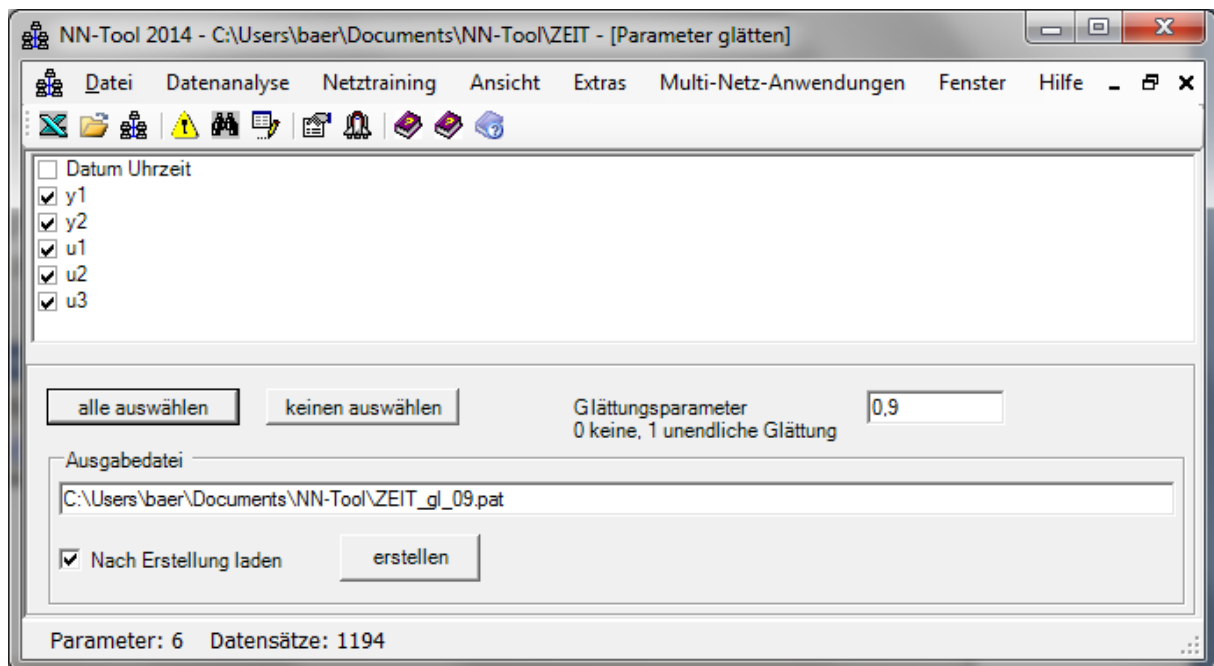 NN-Tool 2014 - C:\Users\baer\Documents\NN-Tool\ZEIT - [Parameter glätten]
Datei Datenanalyse Netztraining Ansicht Extras Multi-Netz-Anwendungen Fenster Hilfe
Datum Uhrzeit
y1
y2
u1
u2
u3
alle auswählen keinen auswählen Glättungsparameter 0,9
0 keine, 1 unendliche Glättung
Ausgabedatei
C:\Users\baer\Documents\NN-Tool\ZEIT_gl_09.pat
Nach Erstellung laden erstellen
Parameter: 6 Datensätze: 1194